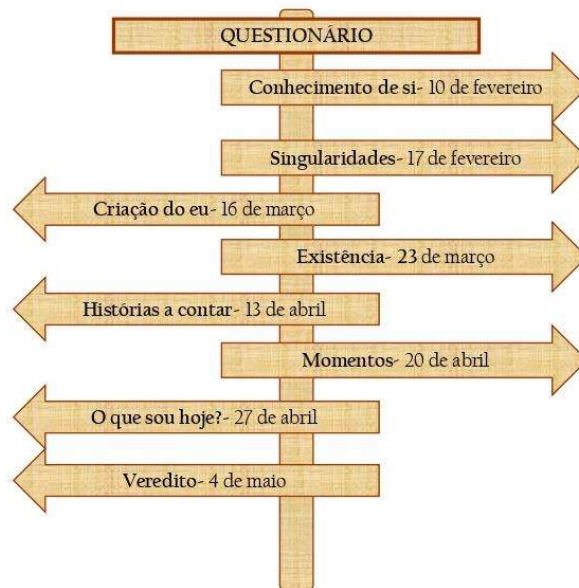 QUESTIONÁRIO
Conhecimento de si- 10 de fevereiro
Singularidades- 17 de fevereiro
Criação do eu- 16 de março
Existência- 23 de março
Histórias a contar- 13 de abril
Momentos- 20 de abril
O que sou hoje?- 27 de abril
Veredito- 4 de maio